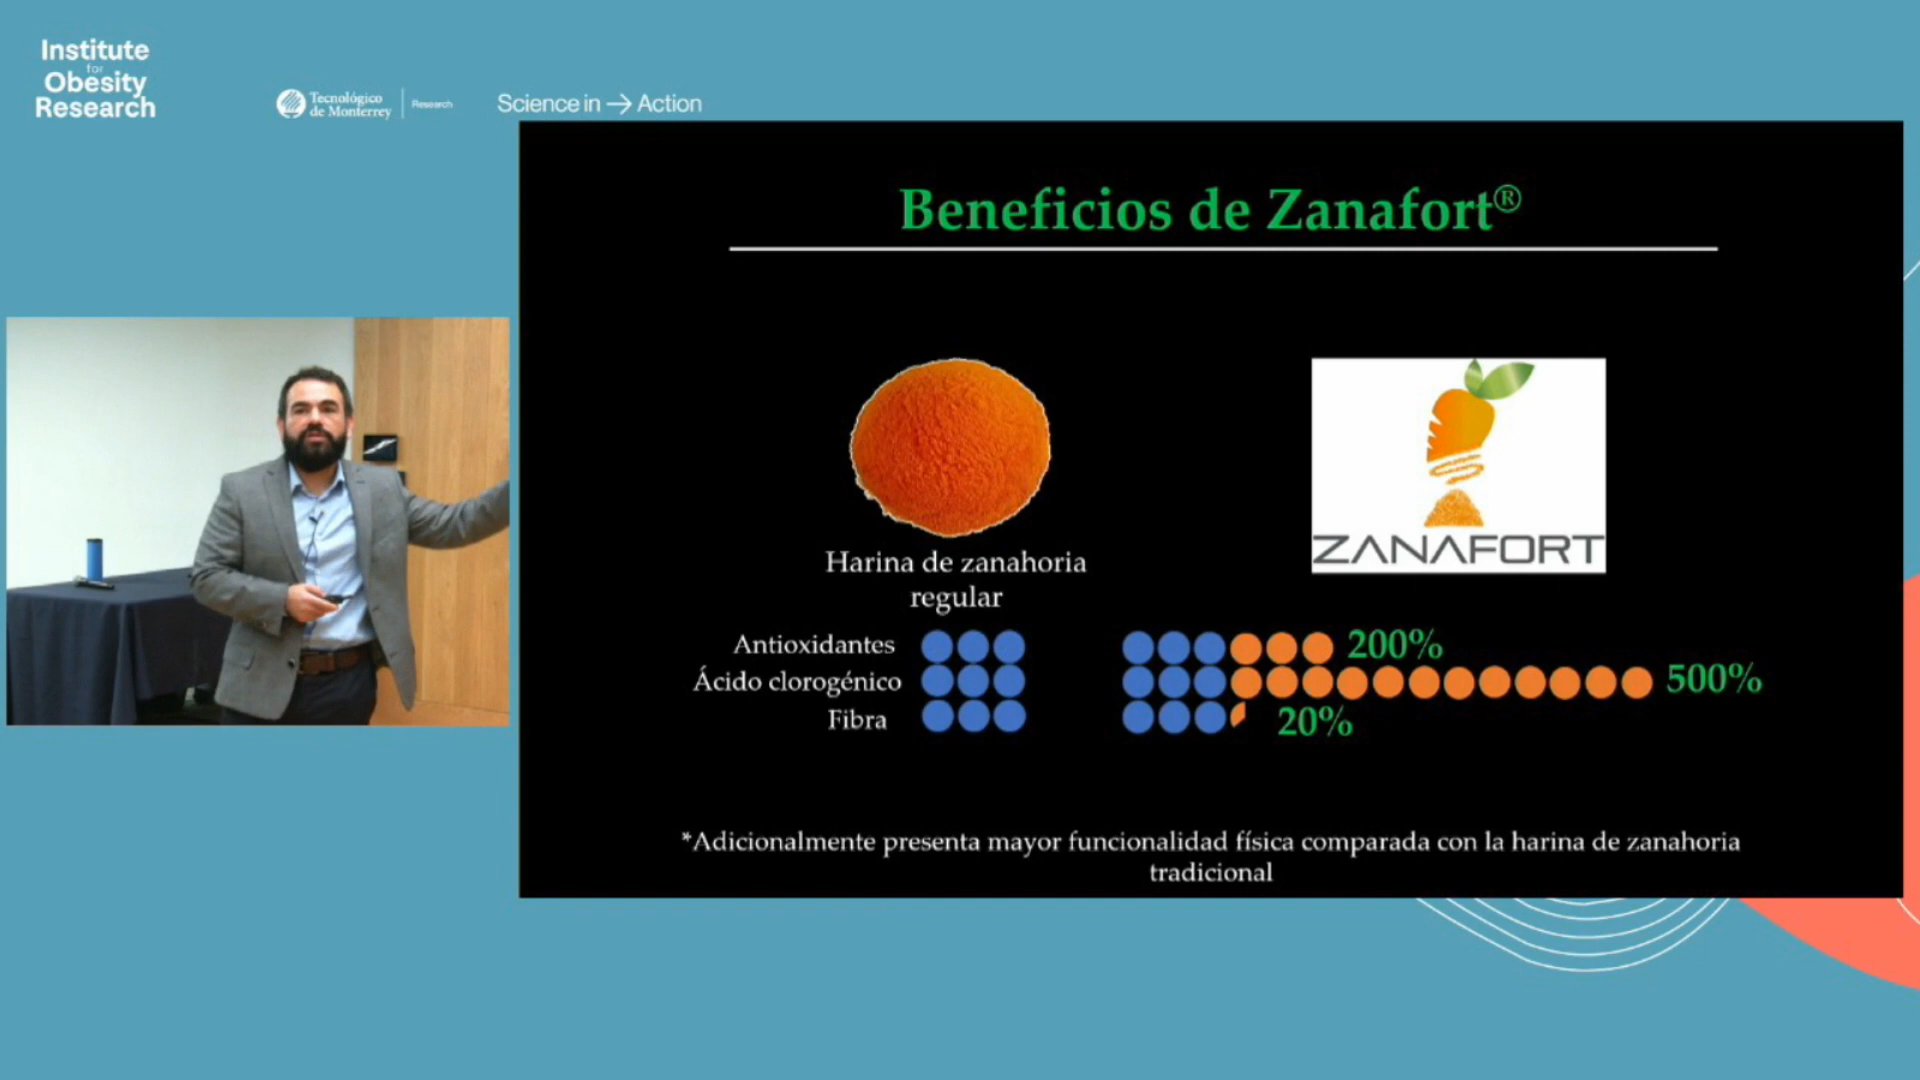 Institute
for
Obesity
Research
Tecnológico
de Monterrey
Research
Science in → Action
Beneficios de Zanafort®
Harina de zanahoria
regular
ZANAFORT
Antioxidantes
200%
Ácido clorogénico
500%
Fibra
20%
*Adicionalmente presenta mayor funcionalidad física comparada con la harina de zanahoria
tradicional